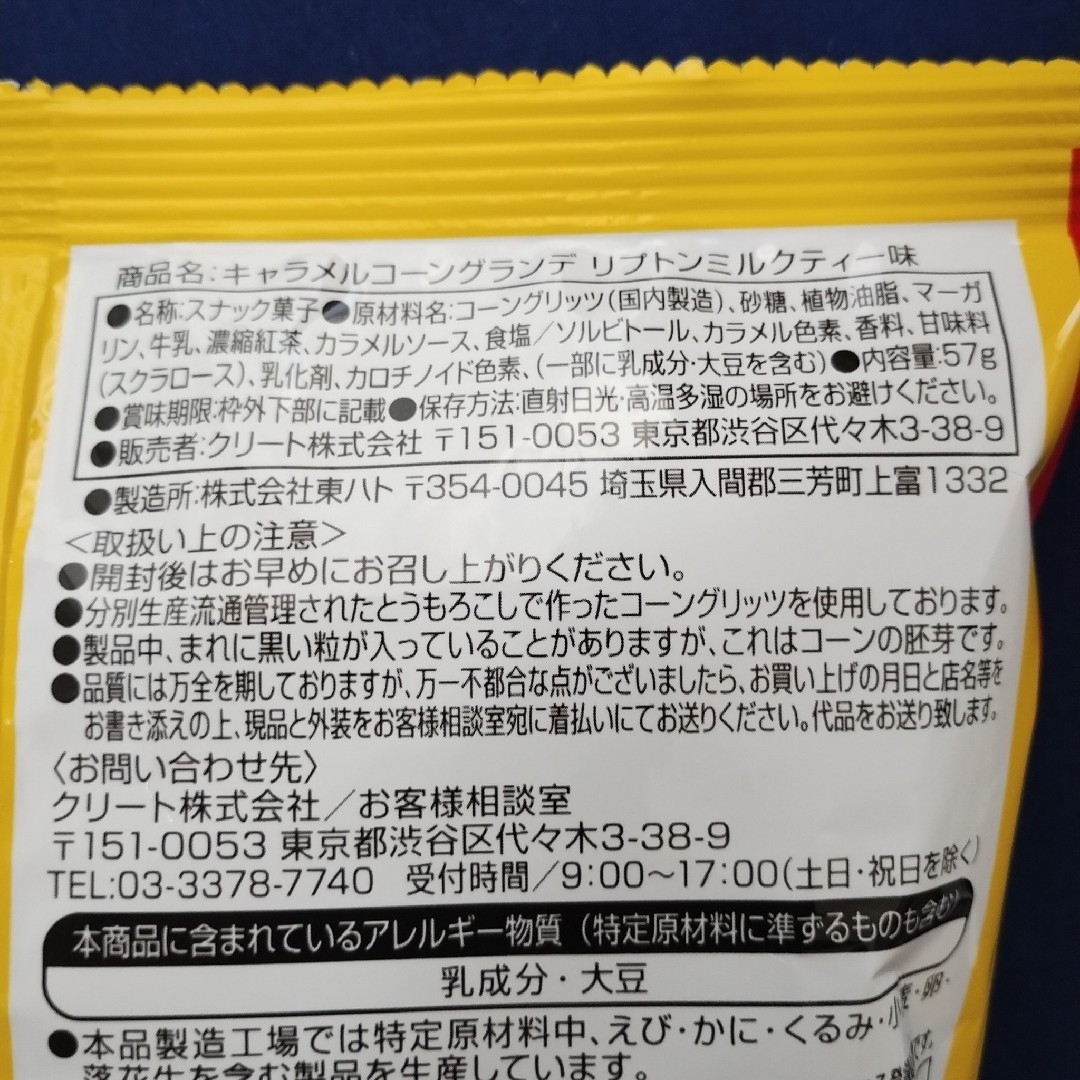 商品名:キャラメルコーングランデ リプトンミルクティー味
●名称:スナック菓子●原材料名:コーングリッツ(国内製造)、砂糖、植物油脂、マーガ
リン、牛乳、濃縮紅茶、カラメルソース、食塩/ソルビトール、カラメル色素、香料、甘味料
(スクラロース)、乳化剤、カロチノイド色素、(一部に乳成分・大豆を含む)●内容量:57g
●賞味期限:枠外下部に記載●保存方法:直射日光・高温多湿の場所をお避けください。
●販売者:クリート株式会社 〒151-0053 東京都渋谷区代々木3-38-9
●製造所:株式会社東ハト 〒354-0045 埼玉県入間郡三芳町上富1332
<取扱い上の注意>
●開封後はお早めにお召し上がりください。
●分別生産流通管理されたとうもろこしで作ったコーングリッツを使用しております。
●製品中、まれに黒い粒が入っていることがありますが、これはコーンの胚芽です。
●品質には万全を期しておりますが、万一不都合な点がございましたら、お買い上げの月日と店名等を
お書き添えの上、現品と外装をお客様相談室宛に着払いにてお送りください。代品をお送り致します。
〈お問い合わせ先〉
クリート株式会社/お客様相談室
〒151-0053 東京都渋谷区代々木3-38-9
TEL:03-3378-7740 受付時間/9:00~17:00(土日・祝日を除く)
本商品に含まれているアレルギー物質(特定原材料に準ずるものも含む)
乳成分・大豆
●本品製造工場では特定原材料中、えび・かに・くるみ・小麦・卵・
落花生を含む製品を生産しています。